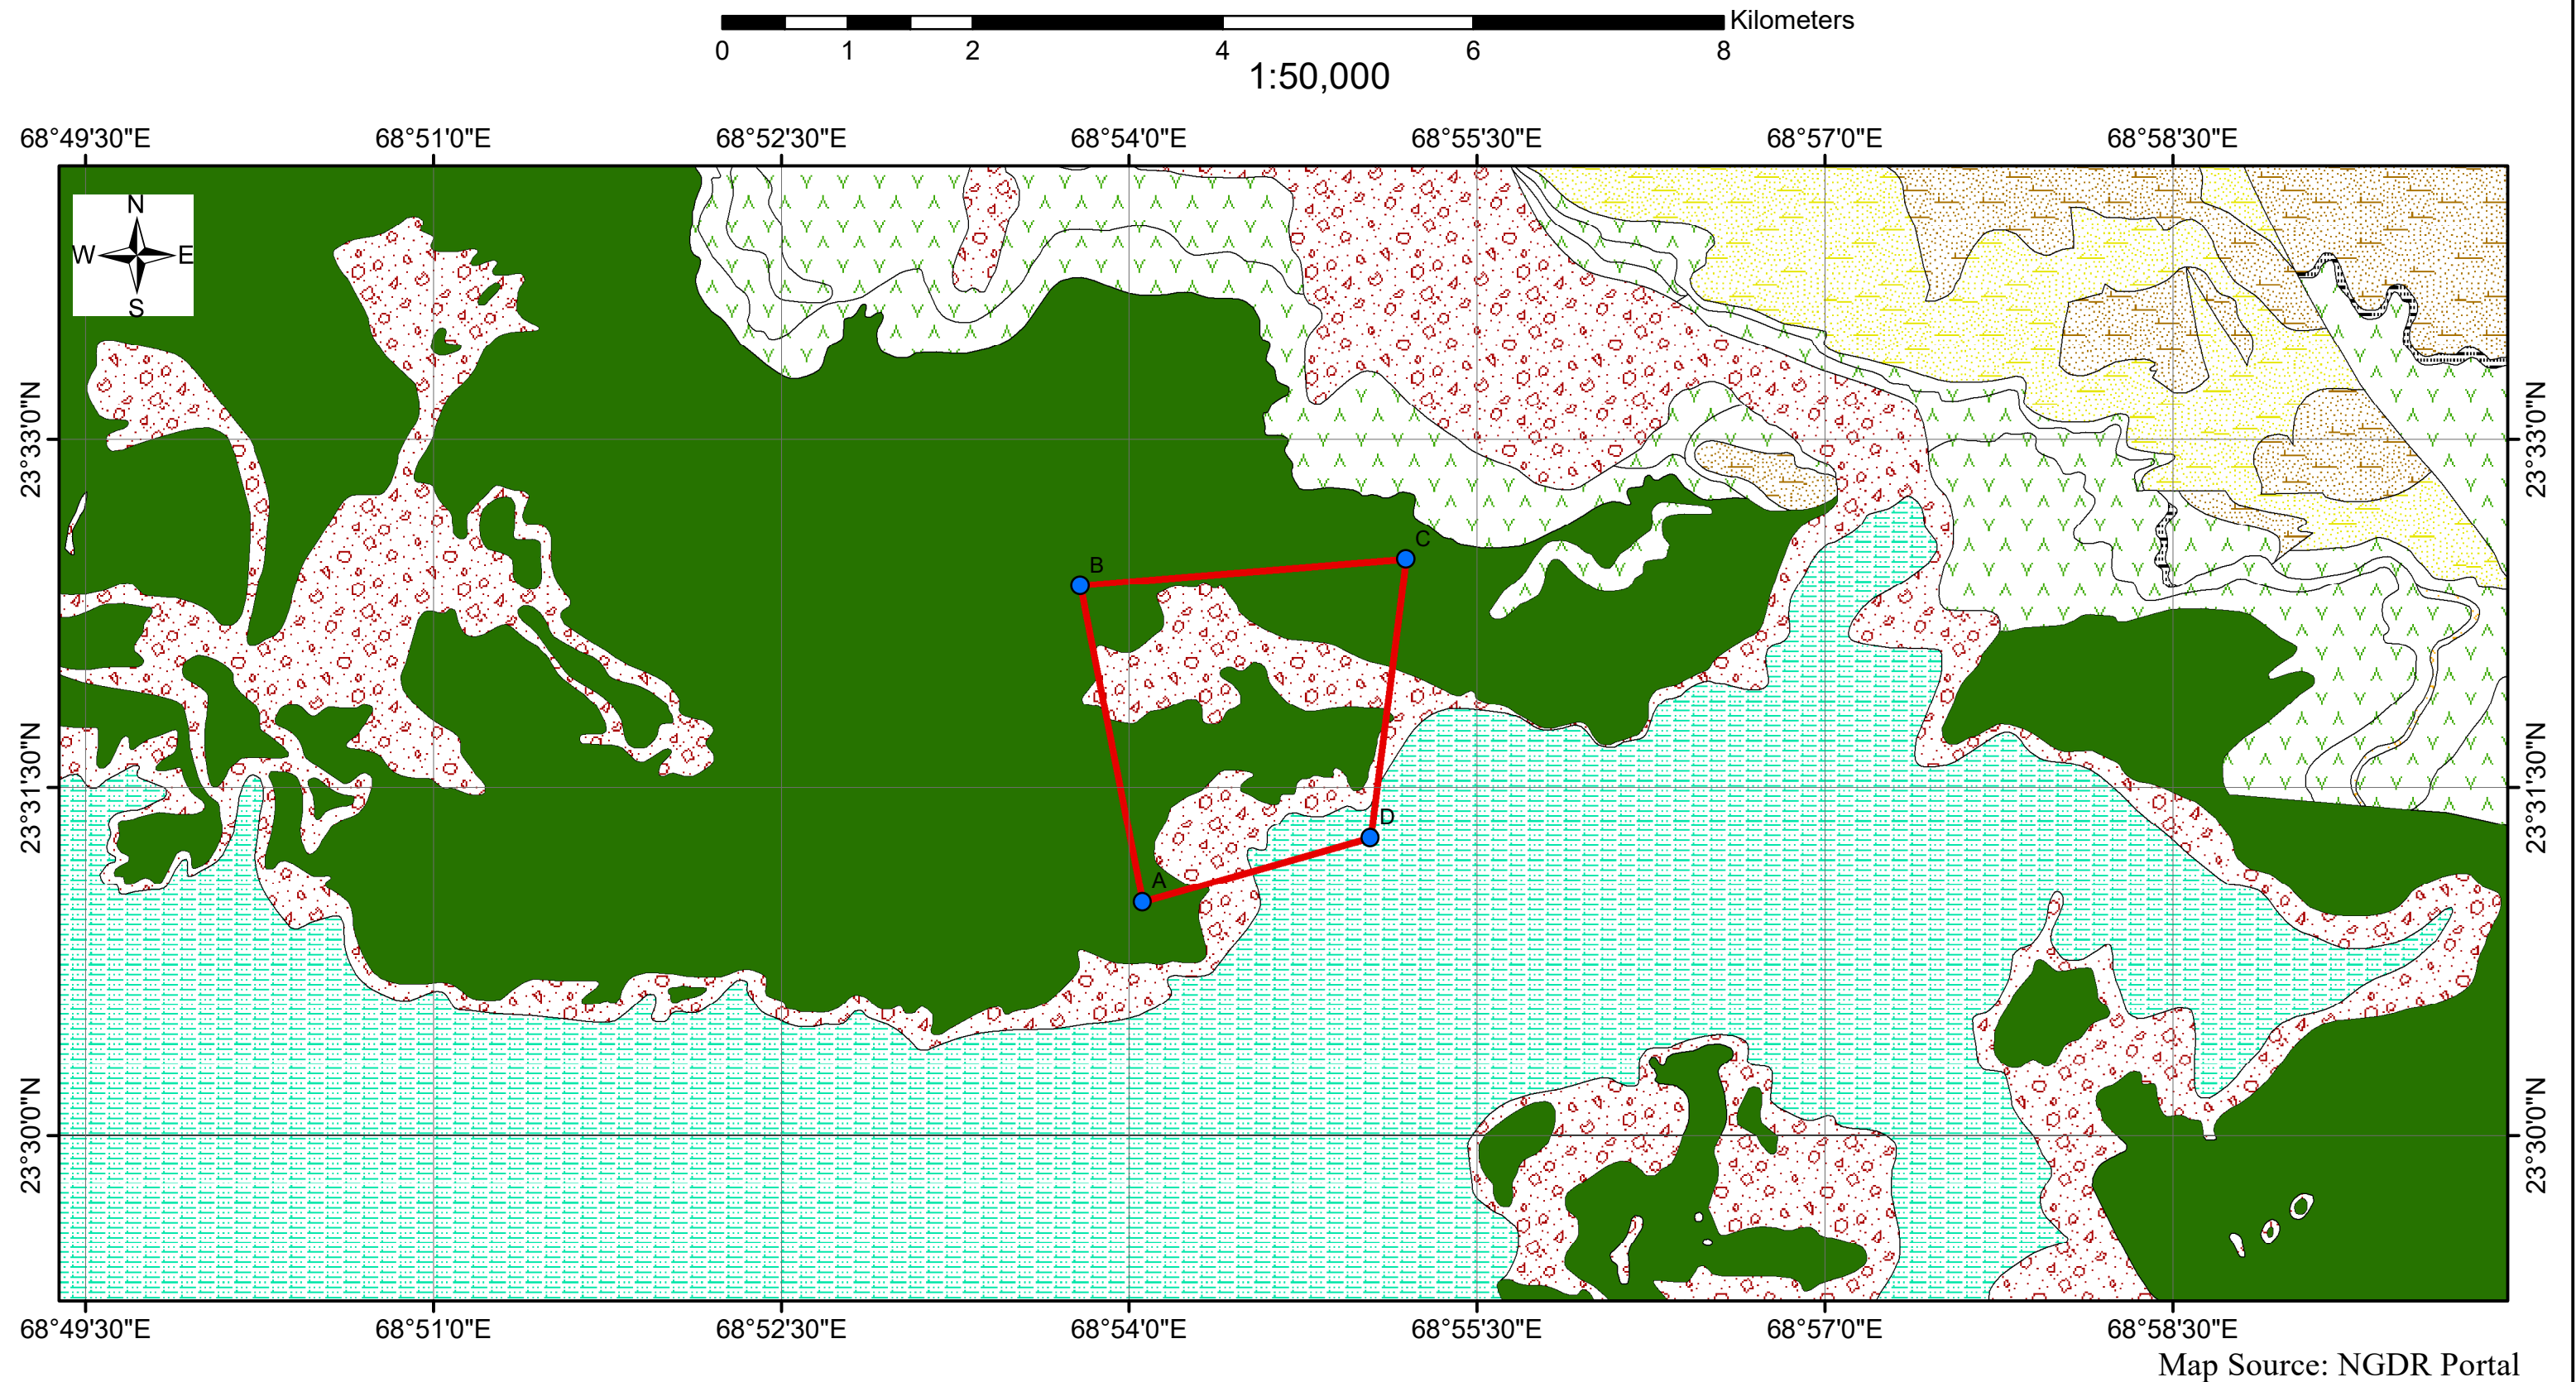 Kilometers
0 1 2 4 6 8
1:50,000
68°49'30"E 68°51'0"E 68°52'30"E 68°54'0"E 68°55'30"E 68°57'0"E 68°58'30"E
N
W E
S
23°33'0"N 23°33'0"N
C
B
23°31'30"N 23°31'30"N
D
A
23°30'0"N 23°30'0"N
68°49'30"E 68°51'0"E 68°52'30"E 68°54'0"E 68°55'30"E 68°57'0"E 68°58'30"E
Map Source: NGDR Portal